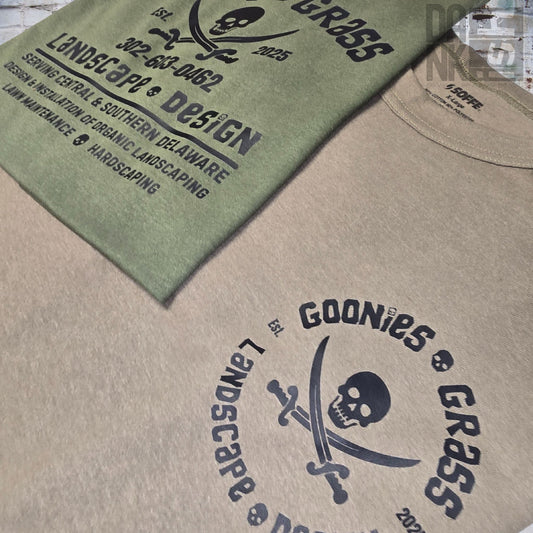 Grass
Est. 2025
302-613-0462
Landscape Design
SERVING CENTRAL & SOUTHERN DELAWARE
DESIGN & INSTALLATION OF ORGANIC LANDSCAPING
LAWN MAINTENANCE HARDSCAPING
SOFFE
X-Large
Est.
Goonies Grass
Landscape